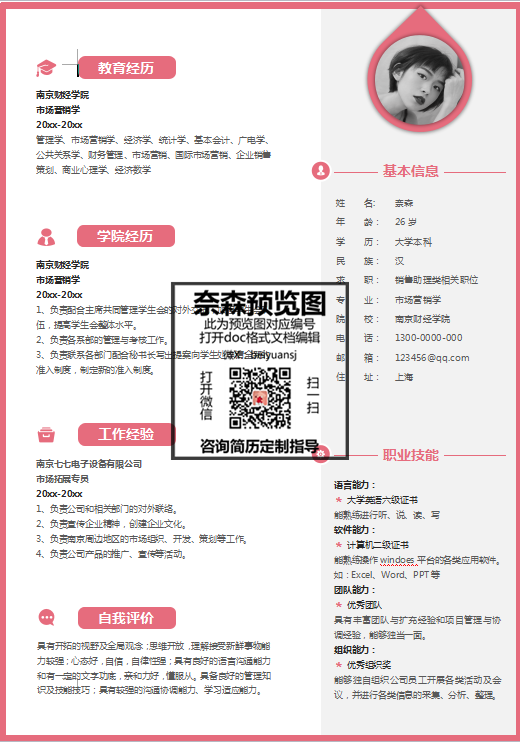 教育经历
南京财经学院
市场营销学
20xx-20xx
管理学、市场营销学、经济学、统计学、基本会计、广电学、
公共关系学、财务管理、市场营销、国际市场营销、企业销售
策划、商业心理学、经济数学
学院经历
南京财经学院
市场营销学
20xx-20xx
1、负责配合主席共同管理学生会的对外
伍，提高学生会整体水平。
2、负责各系部的管理与考核工作。
3、负责联系各部门配合秘书长写出提案向学生
准入制度，制定新的准入制度。
工作经验
南京七七电子设备有限公司
市场拓展专员
20xx-20xx
1、负责公司和相关部门的对外联络。
2、负责宣传企业精神，创建企业文化。
3、负责南京周边地区的市场组织、开发、策划等工作。
4、负责公司产品的推广、宣传等活动。
自我评价
具有开拓的视野及全局观念；思维开放，理解接受新鲜事物能
力较强；心态好，自信，自律性强；具有良好的语言沟通能力
和有一定的文字功底，亲和力好，懂服从。具备良好的管理知
识及技能技巧；具有较强的沟通协调能力、学习适应能力。
基本信息
姓 名: 奈森
年 龄: 26 岁
学 历: 大学本科
民 族: 汉
求 职: 销售助理类相关职位
专 业: 市场营销学
院 校: 南京财经学院
电 话: 1300-0000-000
邮 箱: 123456@qq.com
住 址: 上海
职业技能
语言能力：
* 大学英语六级证书
能熟练进行听、说、读、写
软件能力：
* 计算机二级证书
能熟练操作 windoes 平台的各类应用软件。
如：Excel、Word、PPT 等
团队能力：
* 优秀团队
具有丰富团队与扩充经验和项目管理与协
调经验，能够独当一面。
组织能力：
* 优秀组织奖
能够独自组织公司员工开展各类活动及会
议，并进行各类信息的采集、分析、整理。
奈森预览图
此为预览图对应编号
打开doc格式文档编辑
beiyuansj
打开微信
扫一扫
咨询简历定制指导